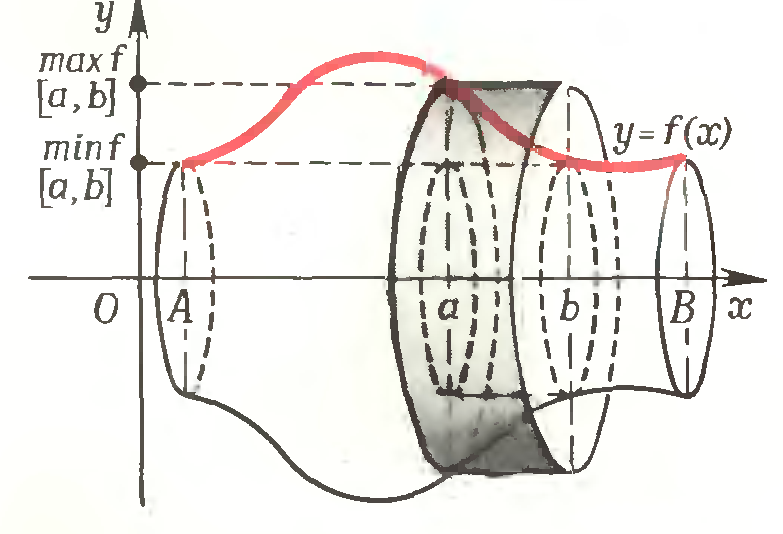 y
max f
[a, b]
min f
[a, b]
y = f(x)
O
A
a
b
B
x